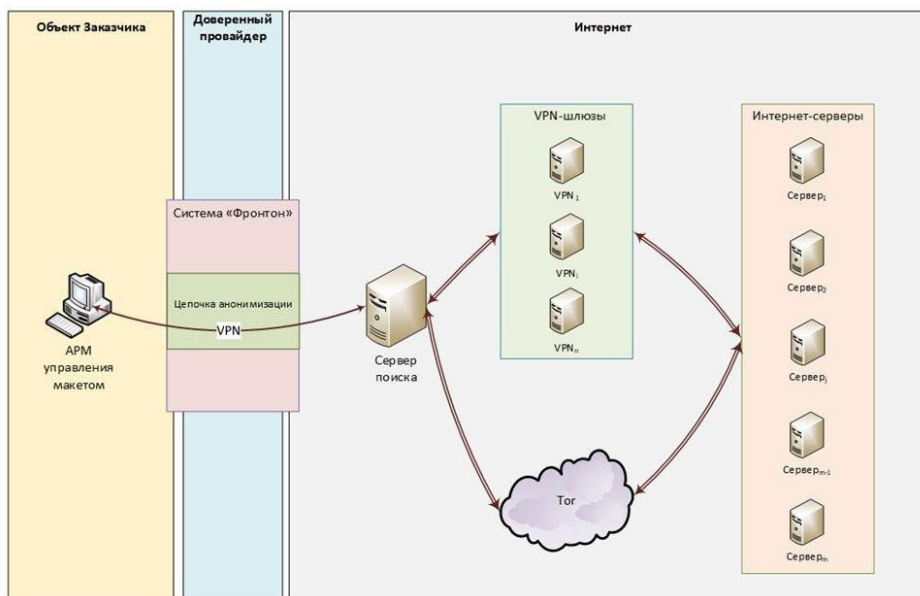 Объект Заказчика
Доверенный
провайдер
Интернет
Система «Фронтон»
Цепочка анонимизации
VPN
АРМ
управления
макетом
Сервер
поиска
VPN-шлюзы
VPN₁
VPNᵢ
VPNₙ
Tor
Интернет-серверы
Сервер₁
Сервер₂
Серверⱼ
Серверₘ₋₁
Серверₘ